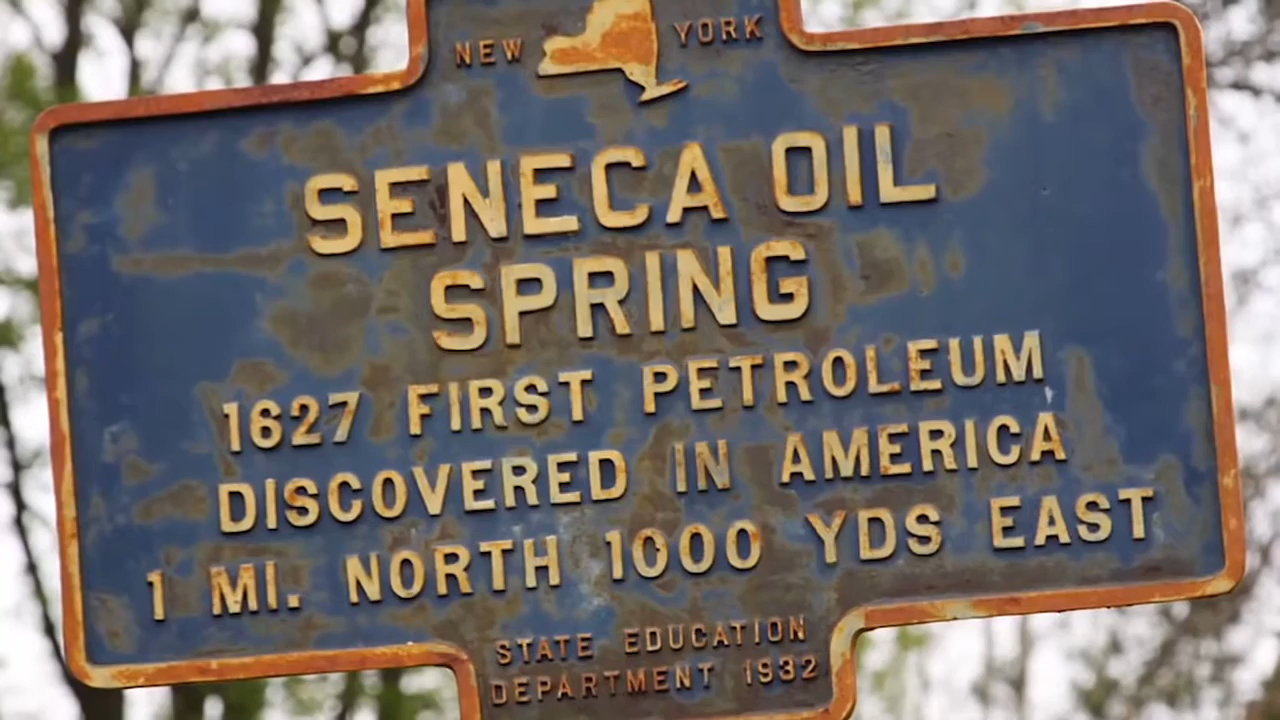 NEW YORK
SENECA OIL
SPRING
1627 FIRST PETROLEUM
DISCOVERED IN AMERICA
1 MI. NORTH 1000 YDS EAST
STATE EDUCATION
DEPARTMENT 1932